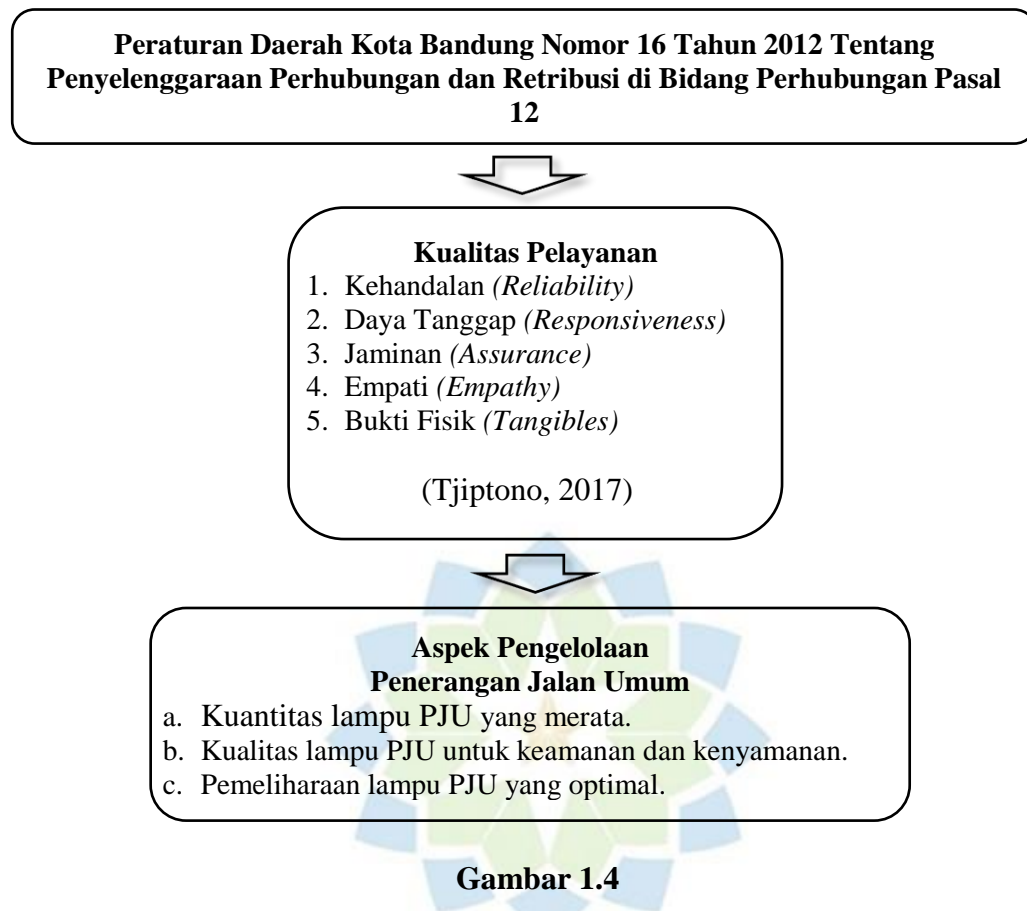 Peraturan Daerah Kota Bandung Nomor 16 Tahun 2012 Tentang
Penyelenggaraan Perhubungan dan Retribusi di Bidang Perhubungan Pasal
12
Kualitas Pelayanan
1. Kehandalan (Reliability)
2. Daya Tanggap (Responsiveness)
3. Jaminan (Assurance)
4. Empati (Empathy)
5. Bukti Fisik (Tangibles)
(Tjiptono, 2017)
Aspek Pengelolaan
Penerangan Jalan Umum
a. Kuantitas lampu PJU yang merata.
b. Kualitas lampu PJU untuk keamanan dan kenyamanan.
c. Pemeliharaan lampu PJU yang optimal.
Gambar 1.4